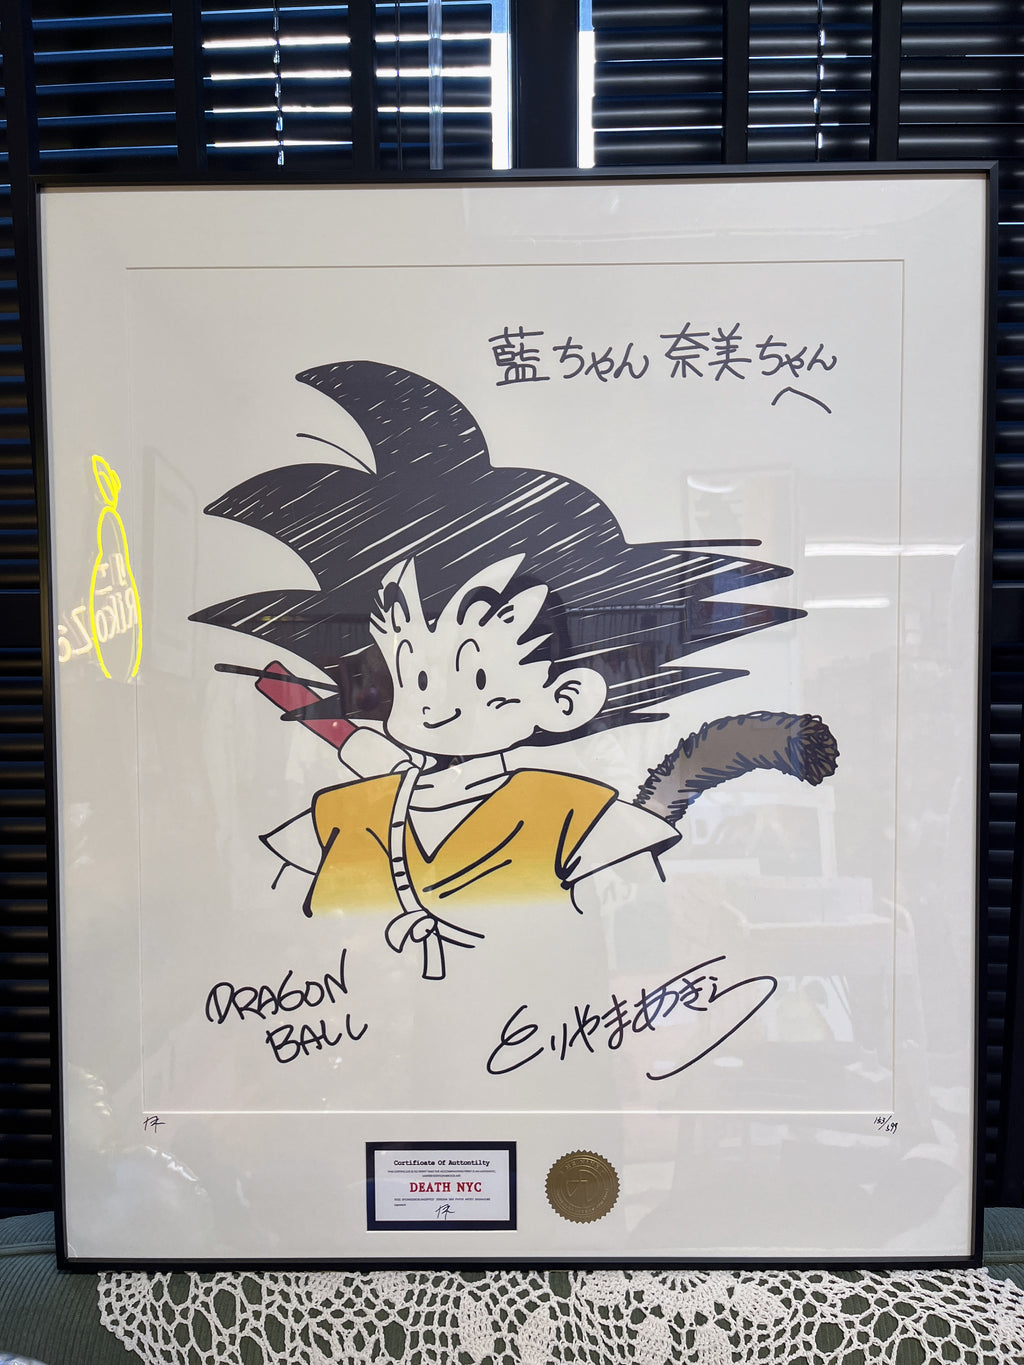 藍ちゃん 奈美ちゃん
へ
DRAGON
BALL
とりやまあきら
Certificate Of Auttuntilty
DEATH NYC